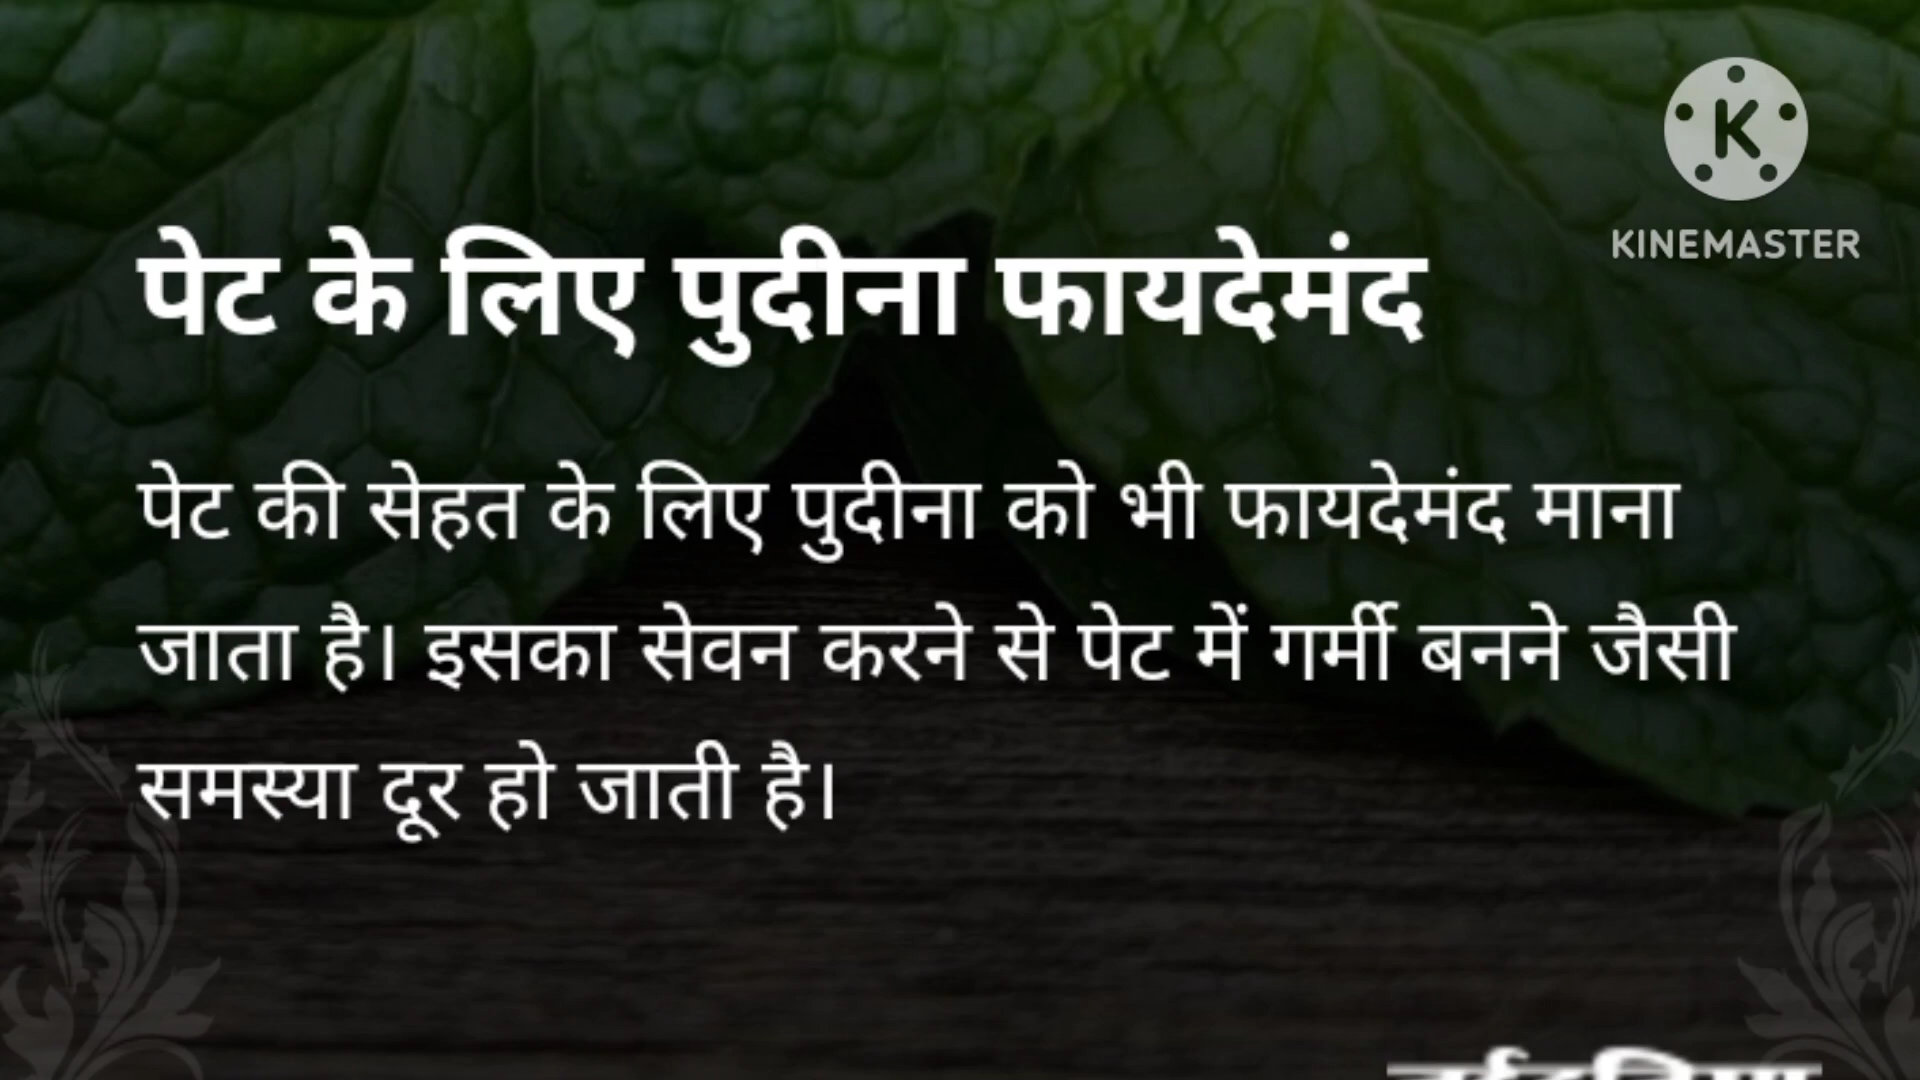 KINEMASTER
पेट के लिए पुदीना फायदेमंद
पेट की सेहत के लिए पुदीना को भी फायदेमंद माना
जाता है। इसका सेवन करने से पेट में गर्मी बनने जैसी
समस्या दूर हो जाती है।